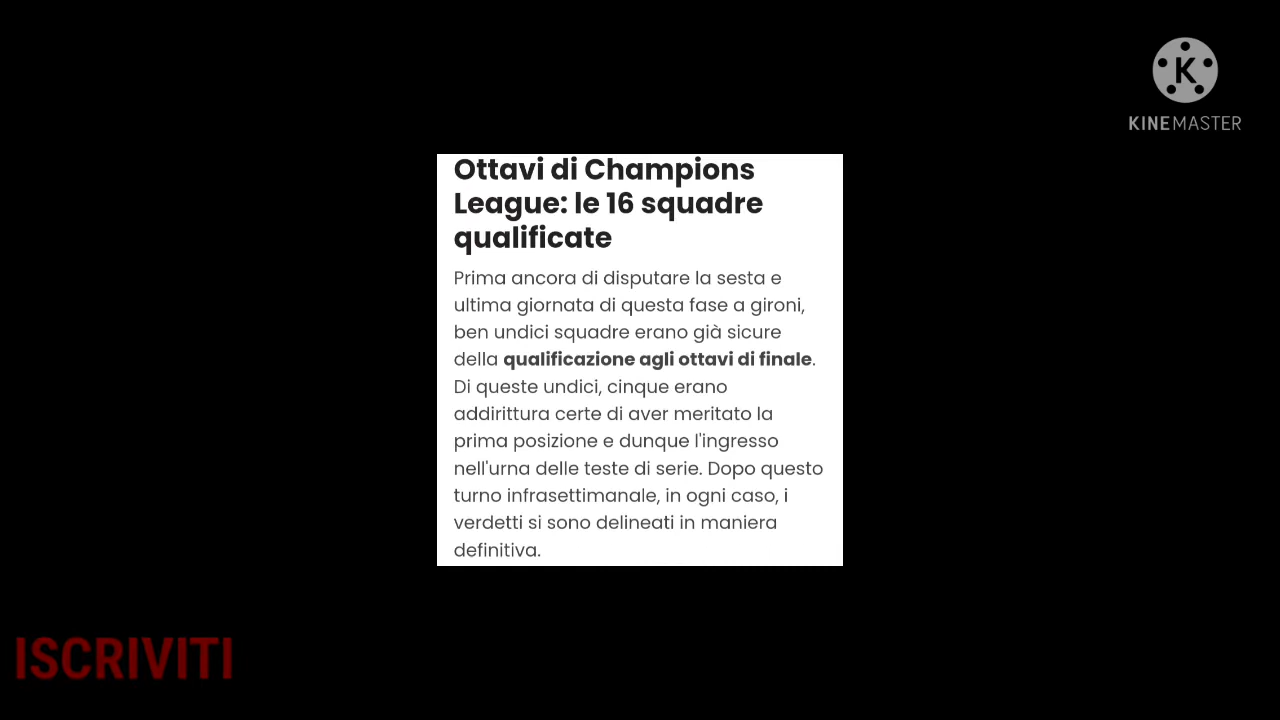 K
KINEMASTER
Ottavi di Champions
League: le 16 squadre
qualificate
Prima ancora di disputare la sesta e
ultima giornata di questa fase a gironi,
ben undici squadre erano già sicure
della qualificazione agli ottavi di finale.
Di queste undici, cinque erano
addirittura certe di aver meritato la
prima posizione e dunque l'ingresso
nell'urna delle teste di serie. Dopo questo
turno infrasettimanale, in ogni caso, i
verdetti si sono delineati in maniera
definitiva.
ISCRIVITI